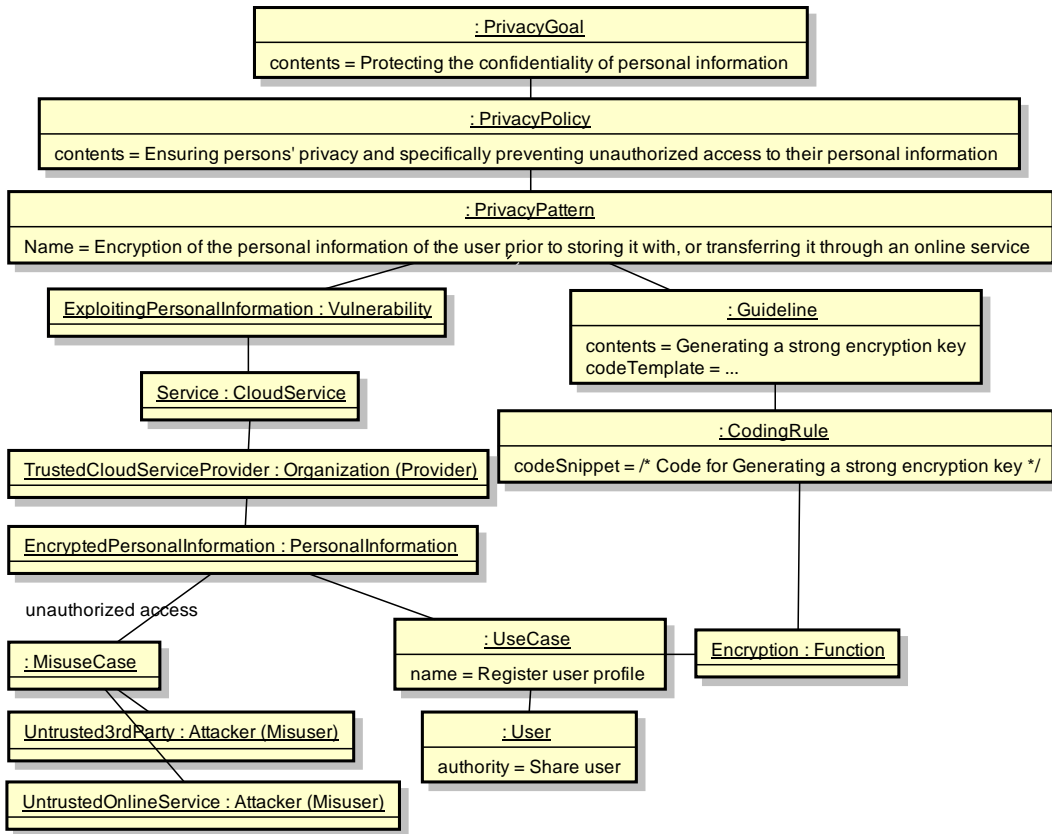 : PrivacyGoal
contents = Protecting the confidentiality of personal information
: PrivacyPolicy
contents = Ensuring persons' privacy and specifically preventing unauthorized access to their personal information
: PrivacyPattern
Name = Encryption of the personal information of the user prior to storing it with, or transferring it through an online service
ExploitingPersonalInformation : Vulnerability
: Guideline
contents = Generating a strong encryption key
codeTemplate = ...
Service : CloudService
: CodingRule
codeSnippet = /* Code for Generating a strong encryption key */
TrustedCloudServiceProvider : Organization (Provider)
EncryptedPersonalInformation : PersonalInformation
unauthorized access
: MisuseCase
: UseCase
name = Register user profile
Encryption : Function
Untrusted3rdParty : Attacker (Misuser)
: User
authority = Share user
UntrustedOnlineService : Attacker (Misuser)